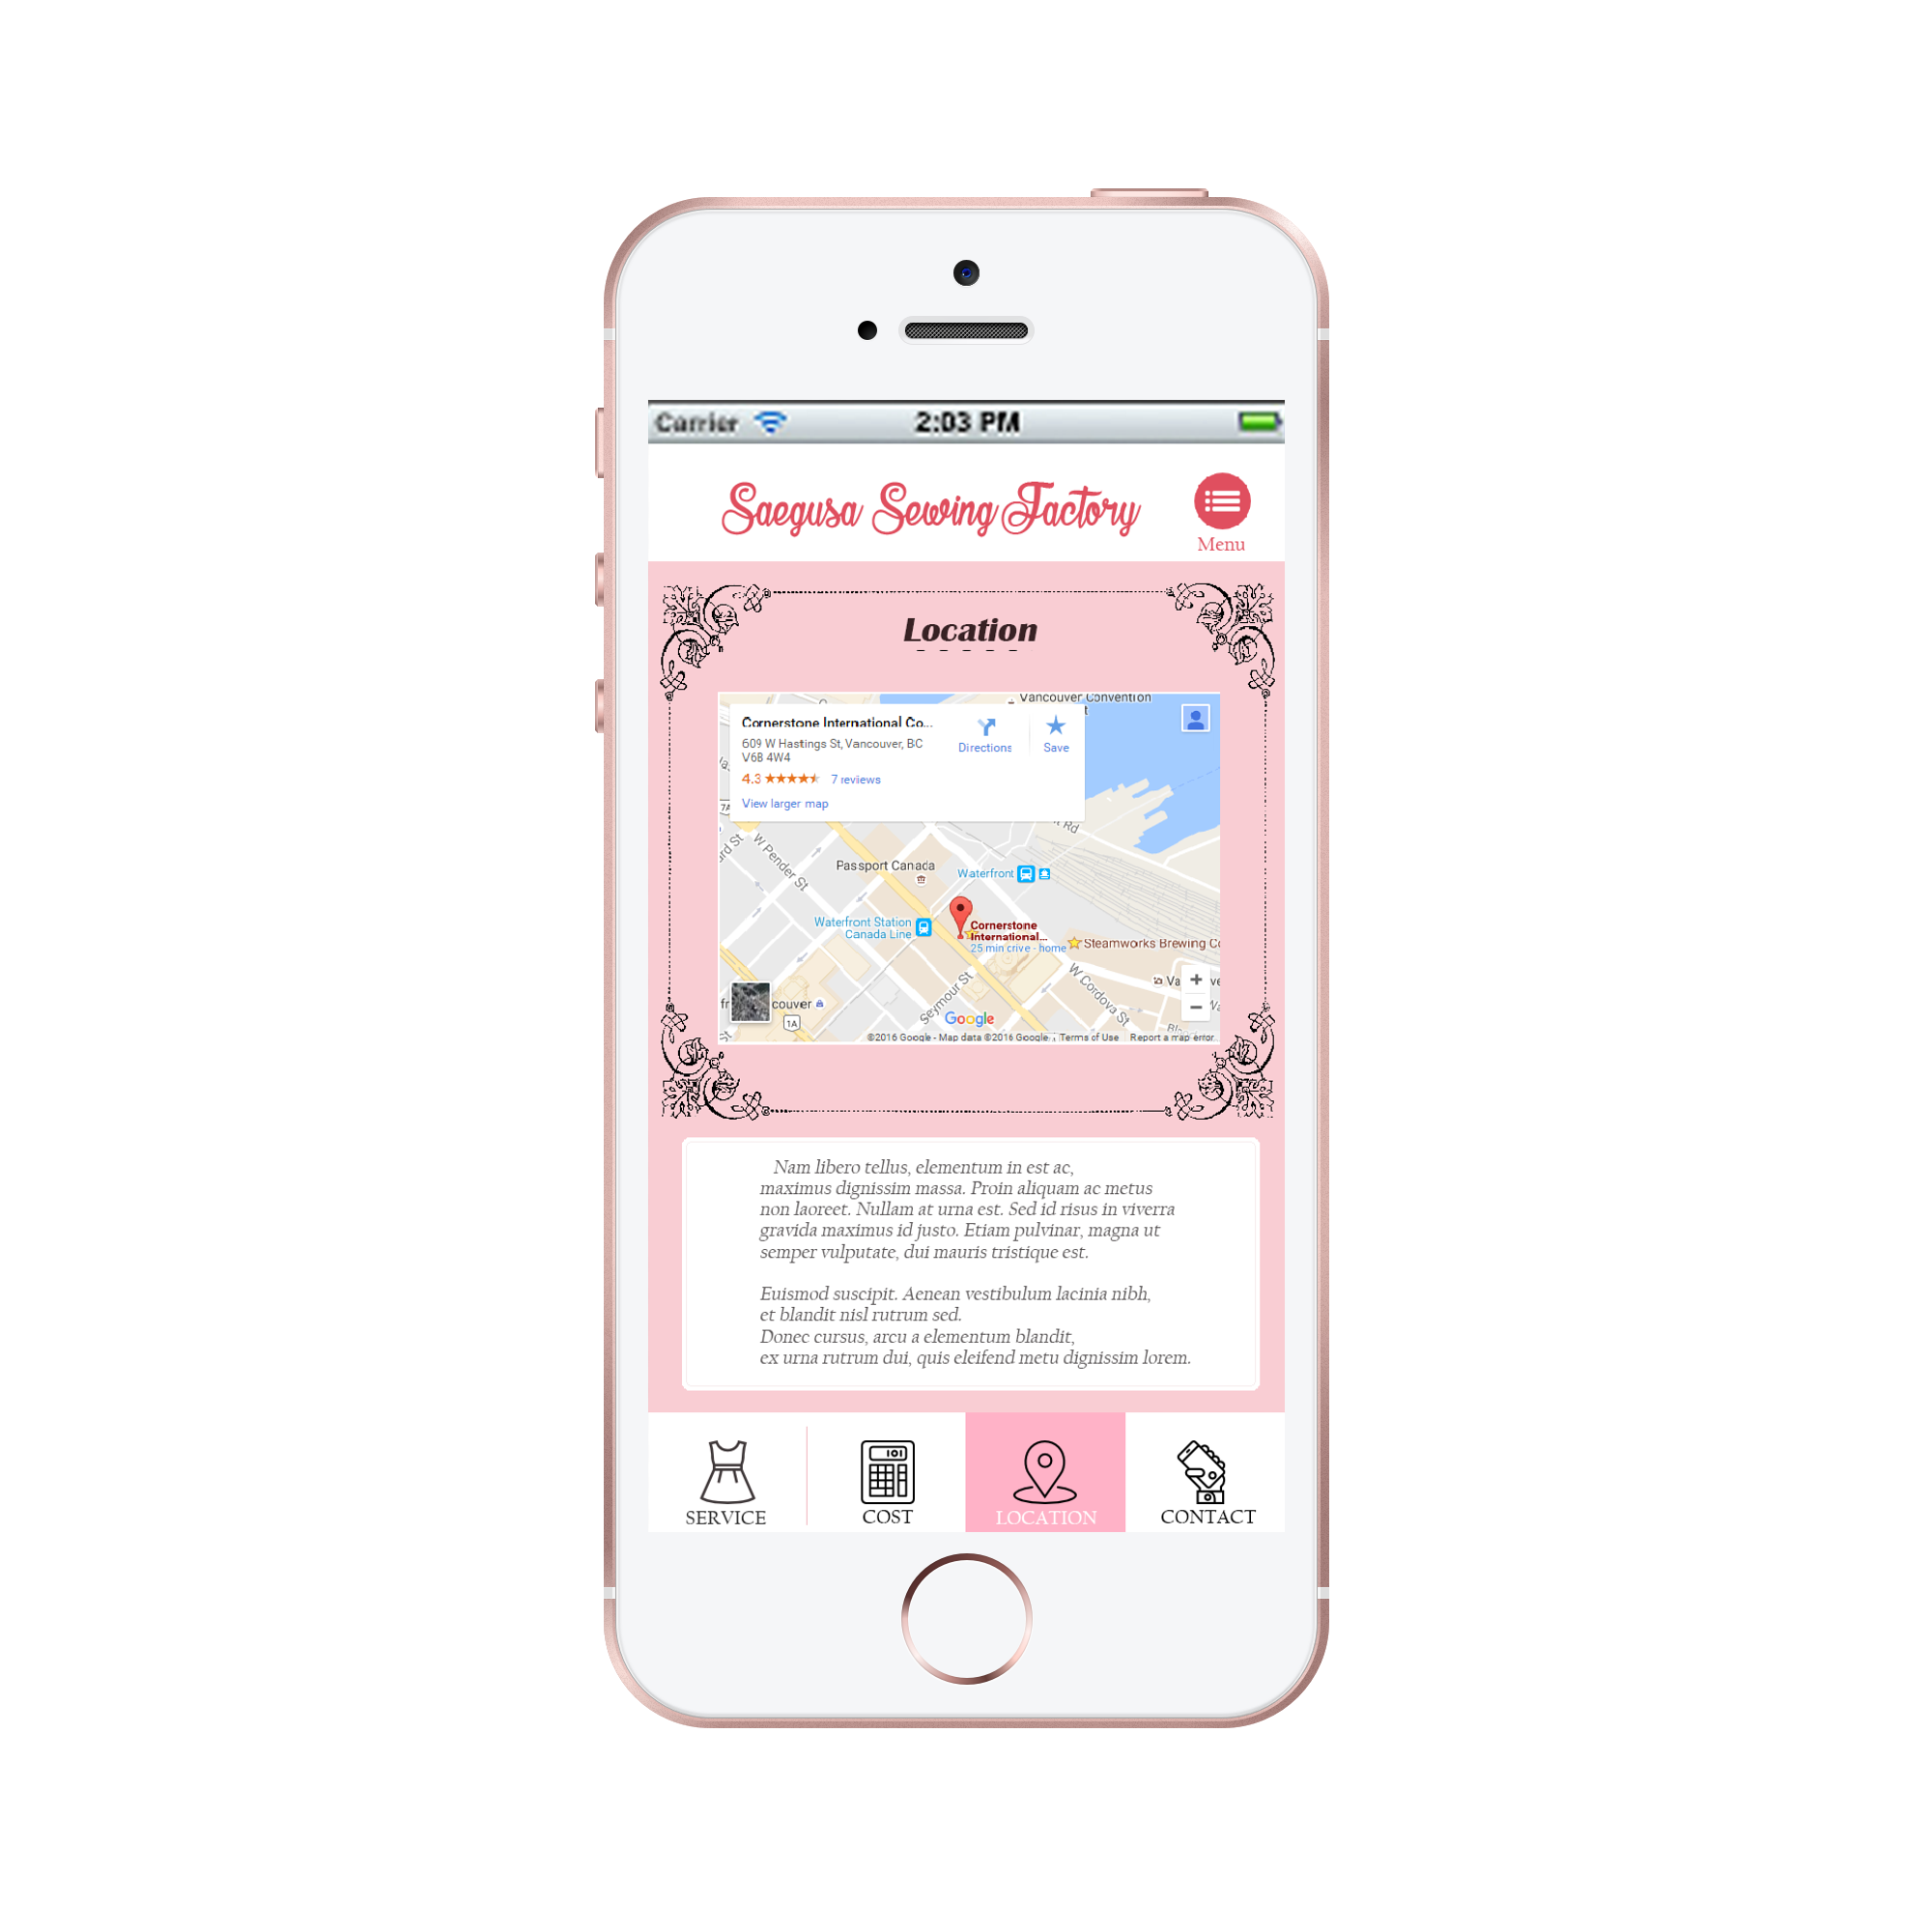 Carrier 2:03 PM
Saegusa Sewing Factory
Menu
Location
Vancouver Convention
Cornerstone International Co...
609 W Hastings St, Vancouver, BC
V6B 4W4
4.3 7 reviews
View larger map
Directions
Save
7A
Rd
W Pender St
Passport Canada
Waterfront
Waterfront Station
Canada Line
Cornerstone
International...
25 min drive - home
Steamworks Brewing Co
Seymour St
W Cordova St
couver
1A
Google
©2016 Google - Map data ©2016 Google Terms of Use Report a map error
Nam libero tellus, elementum in est ac,
maximus dignissim massa. Proin aliquam ac metus
non laoreet. Nullam at urna est. Sed id risus in viverra
gravida maximus id justo. Etiam pulvinar, magna ut
semper vulputate, dui mauris tristique est.
Euismod suscipit. Aenean vestibulum lacinia nibh,
et blandit nisl rutrum sed.
Donec cursus, arcu a elementum blandit,
ex urna rutrum dui, quis eleifend metu dignissim lorem.
SERVICE
COST
LOCATION
CONTACT